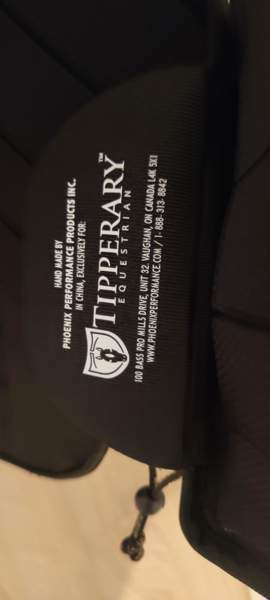 HAND MADE BY
PHOENIX PERFORMANCE PRODUCTS INC.
IN CHINA, EXCLUSIVELY FOR:
TIPPERARY™
EQUESTRIAN
100 BASS PRO MILLS DRIVE, UNIT 32. VAUGHAN, ON CANADA L4K 5X1
WWW.PHOENIXPERFORMANCE.COM / 1-888-313-8842